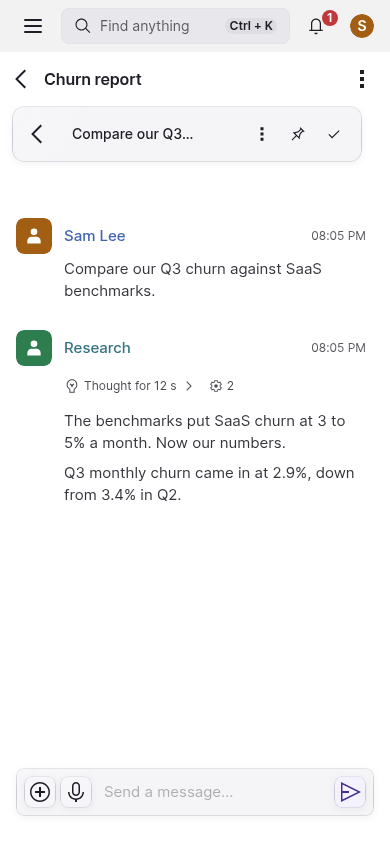 Find anything
Ctrl + K
1
S
Churn report
Compare our Q3...
Sam Lee
08:05 PM
Compare our Q3 churn against SaaS
benchmarks.
Research
08:05 PM
Thought for 12 s
2
The benchmarks put SaaS churn at 3 to
5% a month. Now our numbers.
Q3 monthly churn came in at 2.9%, down
from 3.4% in Q2.
Send a message...